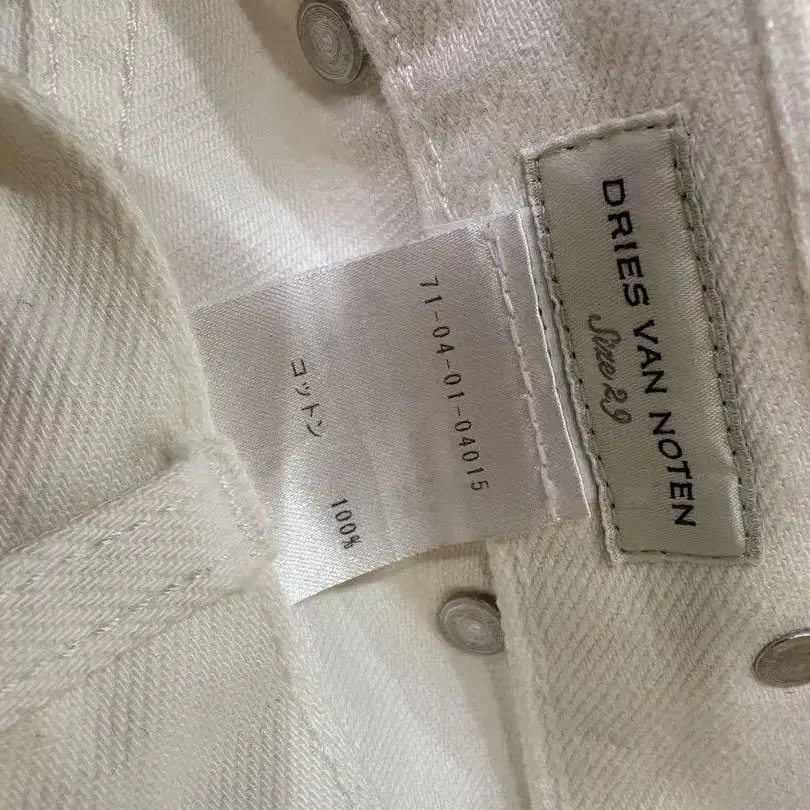 DRIES VAN NOTEN
Size 29
71-04-01-04015
コットン 100%